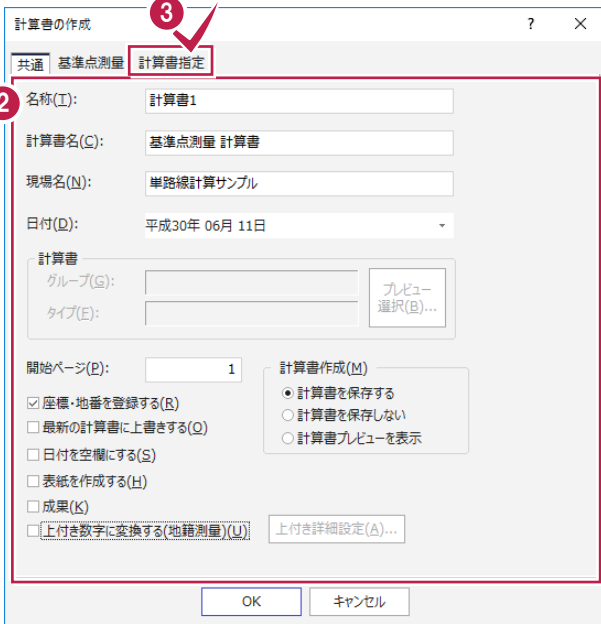 3
計算書の作成 ? ×
共通 基準点測量 計算書指定
2
名称(T): 計算書1
計算書名(C): 基準点測量 計算書
現場名(N): 単路線計算サンプル
日付(D): 平成30年 06月 11日
計算書
グループ(G):
タイプ(E):
プレビュー
選択(B)...
開始ページ(P): 1
計算書作成(M)
計算書を保存する
計算書を保存しない
計算書プレビューを表示
座標・地番を登録する(R)
最新の計算書に上書きする(O)
日付を空欄にする(S)
表紙を作成する(H)
成果(K)
上付き数字に変換する(地籍測量)(U) 上付き詳細設定(A)...
OK キャンセル